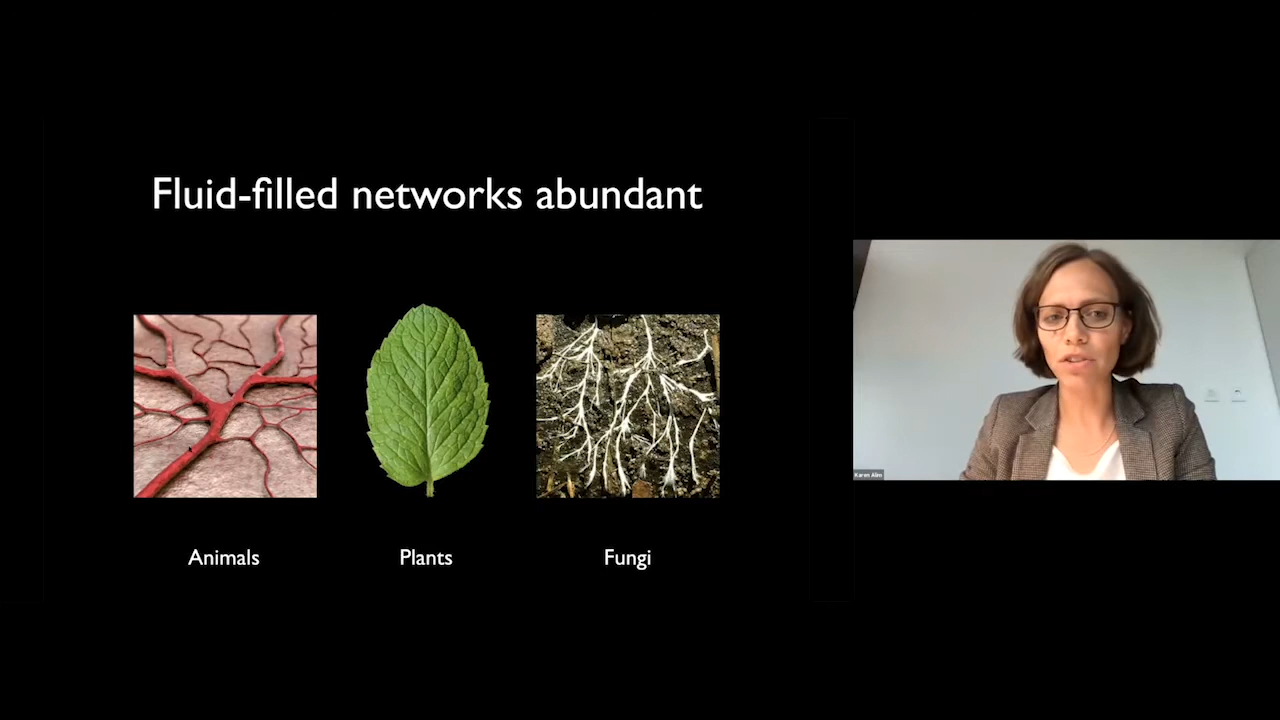 Fluid-filled networks abundant
Animals
Plants
Fungi
Karen Alim